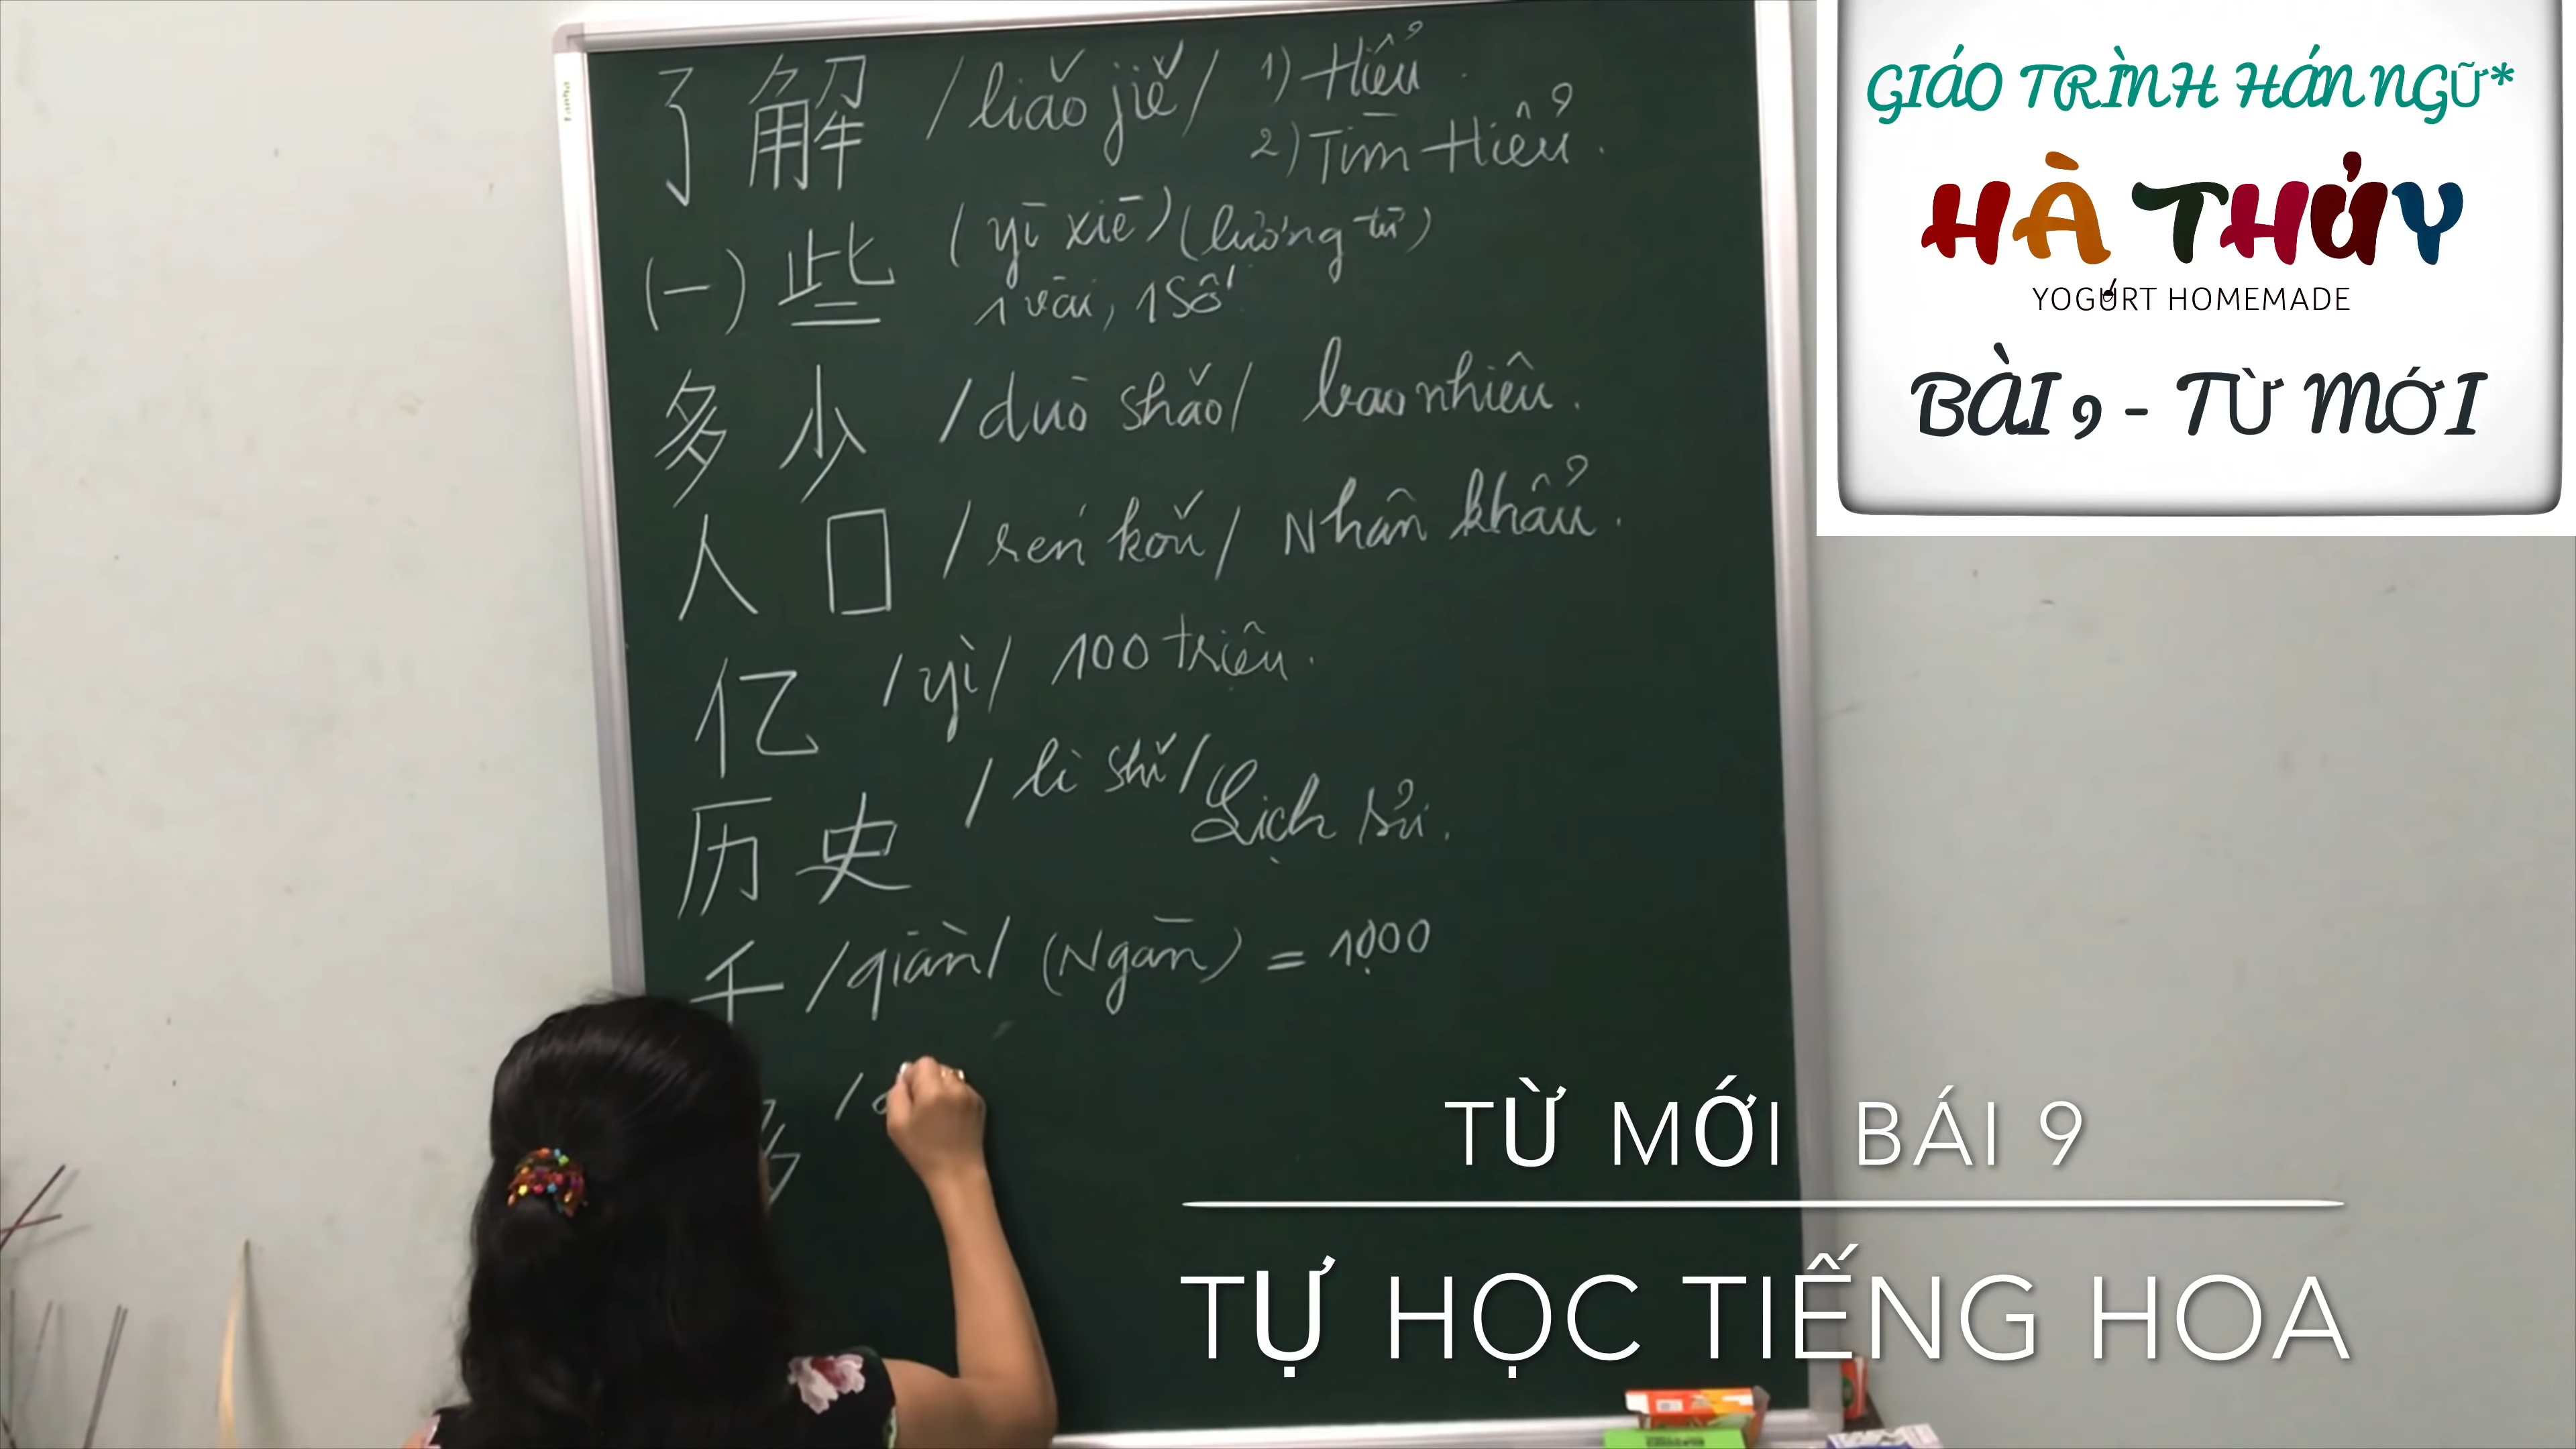 了解 /liǎo jiě/ 1) Hiểu.
2) Tìm Hiểu.
(一)些 (yī xiē) (lượng từ)
1 vài, 1 Số
多少 /duō shǎo/ bao nhiêu.
人口 /rén kǒu/ Nhân khẩu.
亿 /yì/ 100 triệu.
历史 /lì shǐ/ Lịch sử.
千 /qiān/ (Ngàn) = 1.000
多 /d
GIÁO TRÌNH HÁN NGỮ*
HÀ THỦY
YOGURT HOMEMADE
BÀI 9 - TỪ MỚI
TỪ MỚI BÁI 9
TỰ HỌC TIẾNG HOA